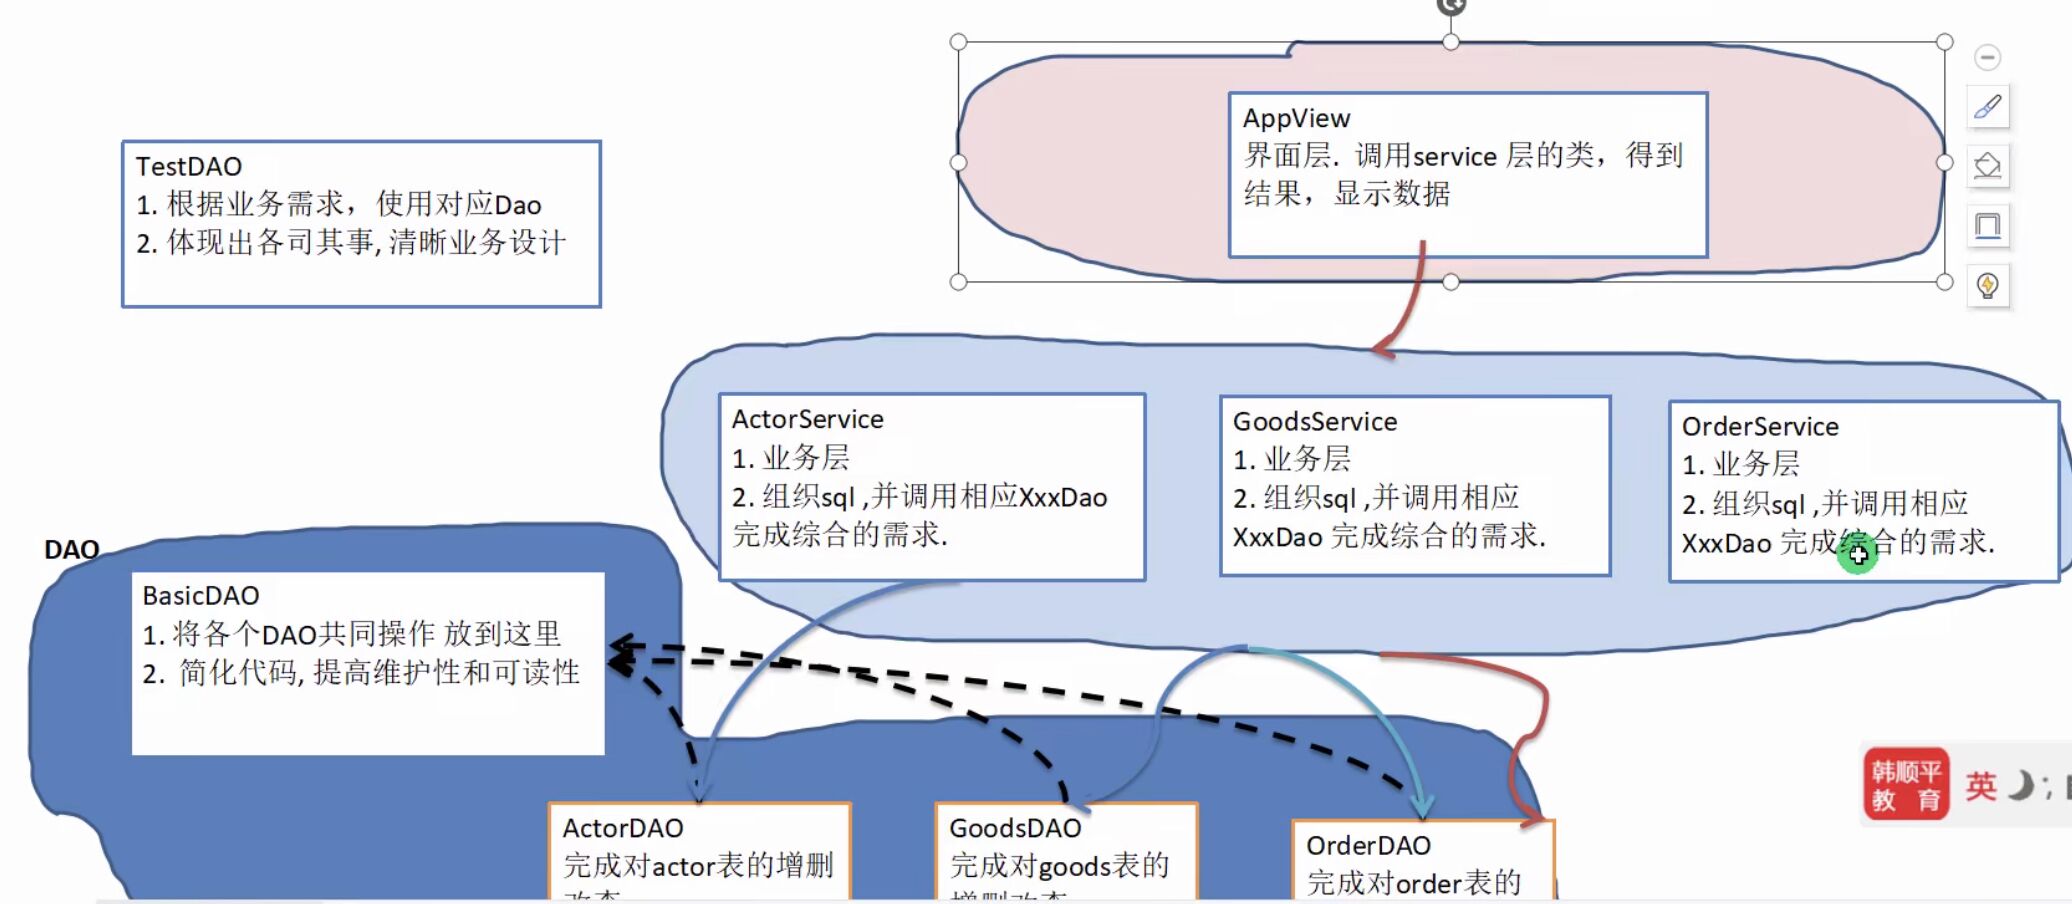 AppView
界面层. 调用service 层的类，得到
结果，显示数据
TestDAO
1. 根据业务需求，使用对应Dao
2. 体现出各司其事, 清晰业务设计
ActorService
1. 业务层
2. 组织sql ,并调用相应XxxDao
完成综合的需求.
GoodsService
1. 业务层
2. 组织sql ,并调用相应
XxxDao 完成综合的需求.
OrderService
1. 业务层
2. 组织sql ,并调用相应
XxxDao 完成综合的需求.
DAO
BasicDAO
1. 将各个DAO共同操作 放到这里
2. 简化代码, 提高维护性和可读性
ActorDAO
完成对actor表的增删
GoodsDAO
完成对goods表的
OrderDAO
完成对order表的
韩顺平
教 育
英